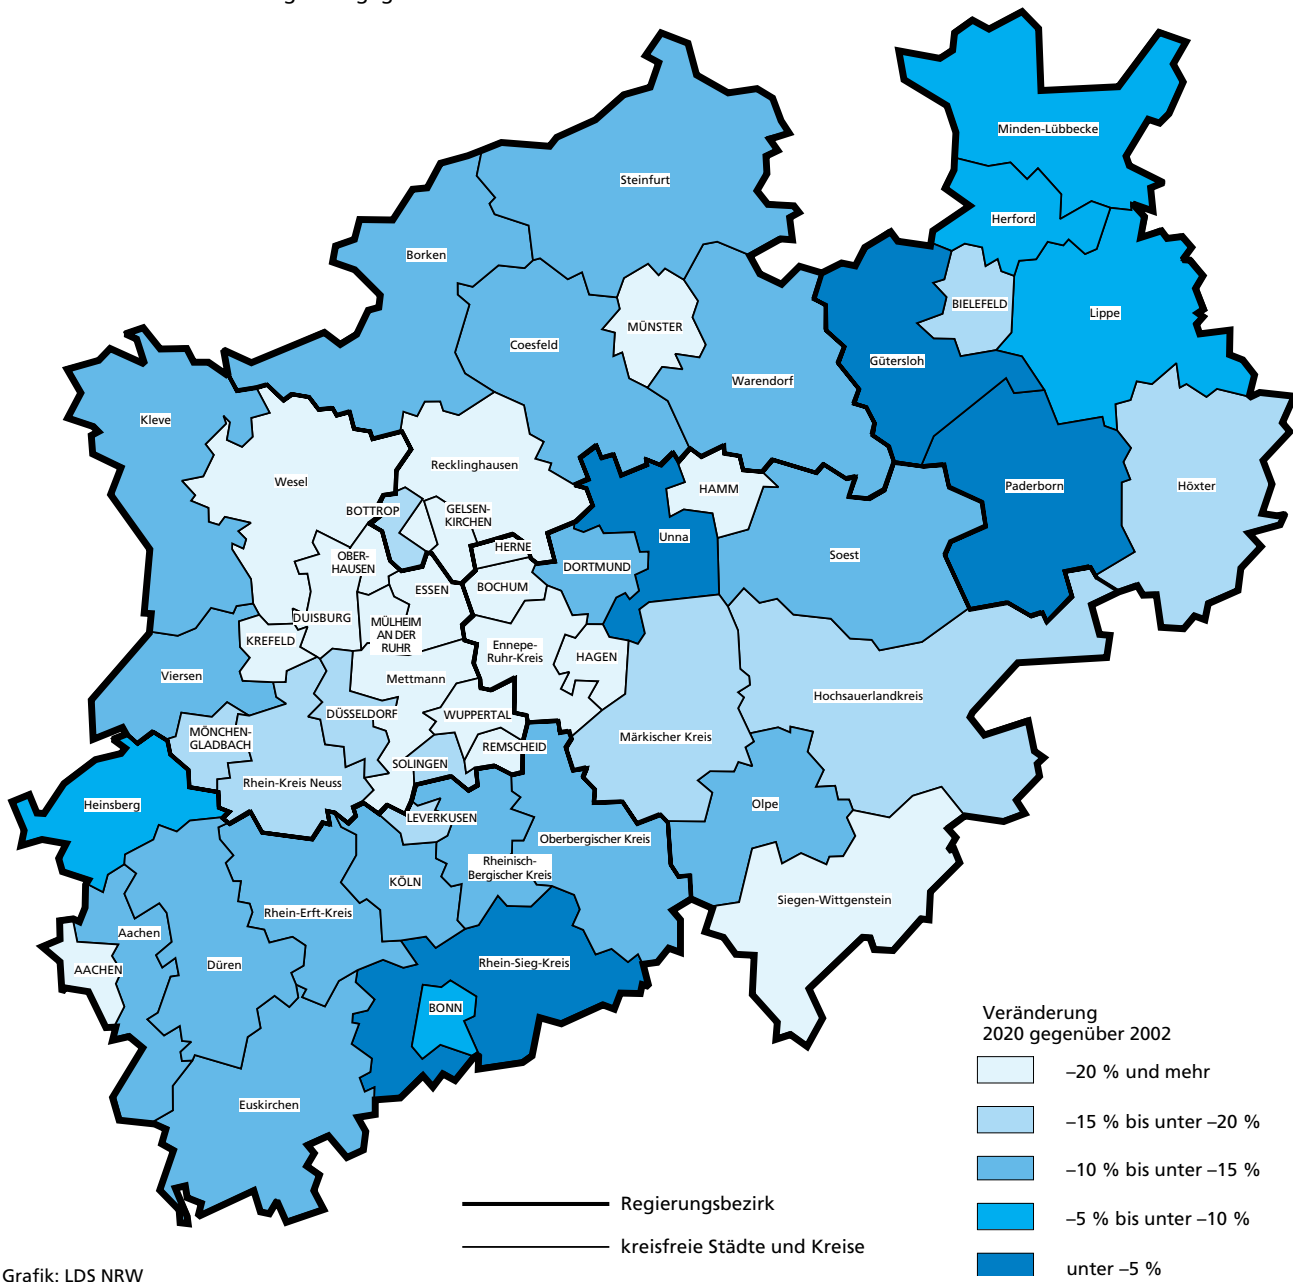 Minden-Lübbecke
Steinfurt
Herford
Borken
BIELEFELD
Lippe
MÜNSTER
Coesfeld
Gütersloh
Warendorf
Kleve
Recklinghausen
Wesel
Paderborn
Höxter
HAMM
BOTTROP
GELSEN-
KIRCHEN
Unna
HERNE
Soest
OBER-
HAUSEN
DORTMUND
ESSEN
BOCHUM
DUISBURG
MÜLHEIM
AN DER
RUHR
KREFELD
Ennepe-
Ruhr-Kreis
HAGEN
Viersen
Mettmann
Hochsauerlandkreis
DÜSSELDORF
WUPPERTAL
MÖNCHEN-
GLADBACH
Märkischer Kreis
REMSCHEID
SOLINGEN
Rhein-Kreis Neuss
Heinsberg
Olpe
LEVERKUSEN
Oberbergischer Kreis
Rheinisch-
Bergischer Kreis
KÖLN
Siegen-Wittgenstein
Rhein-Erft-Kreis
Aachen
AACHEN
Düren
Rhein-Sieg-Kreis
BONN
Euskirchen
Veränderung
2020 gegenüber 2002
–20 % und mehr
–15 % bis unter –20 %
–10 % bis unter –15 %
–5 % bis unter –10 %
unter –5 %
Regierungsbezirk
kreisfreie Städte und Kreise
Grafik: LDS NRW